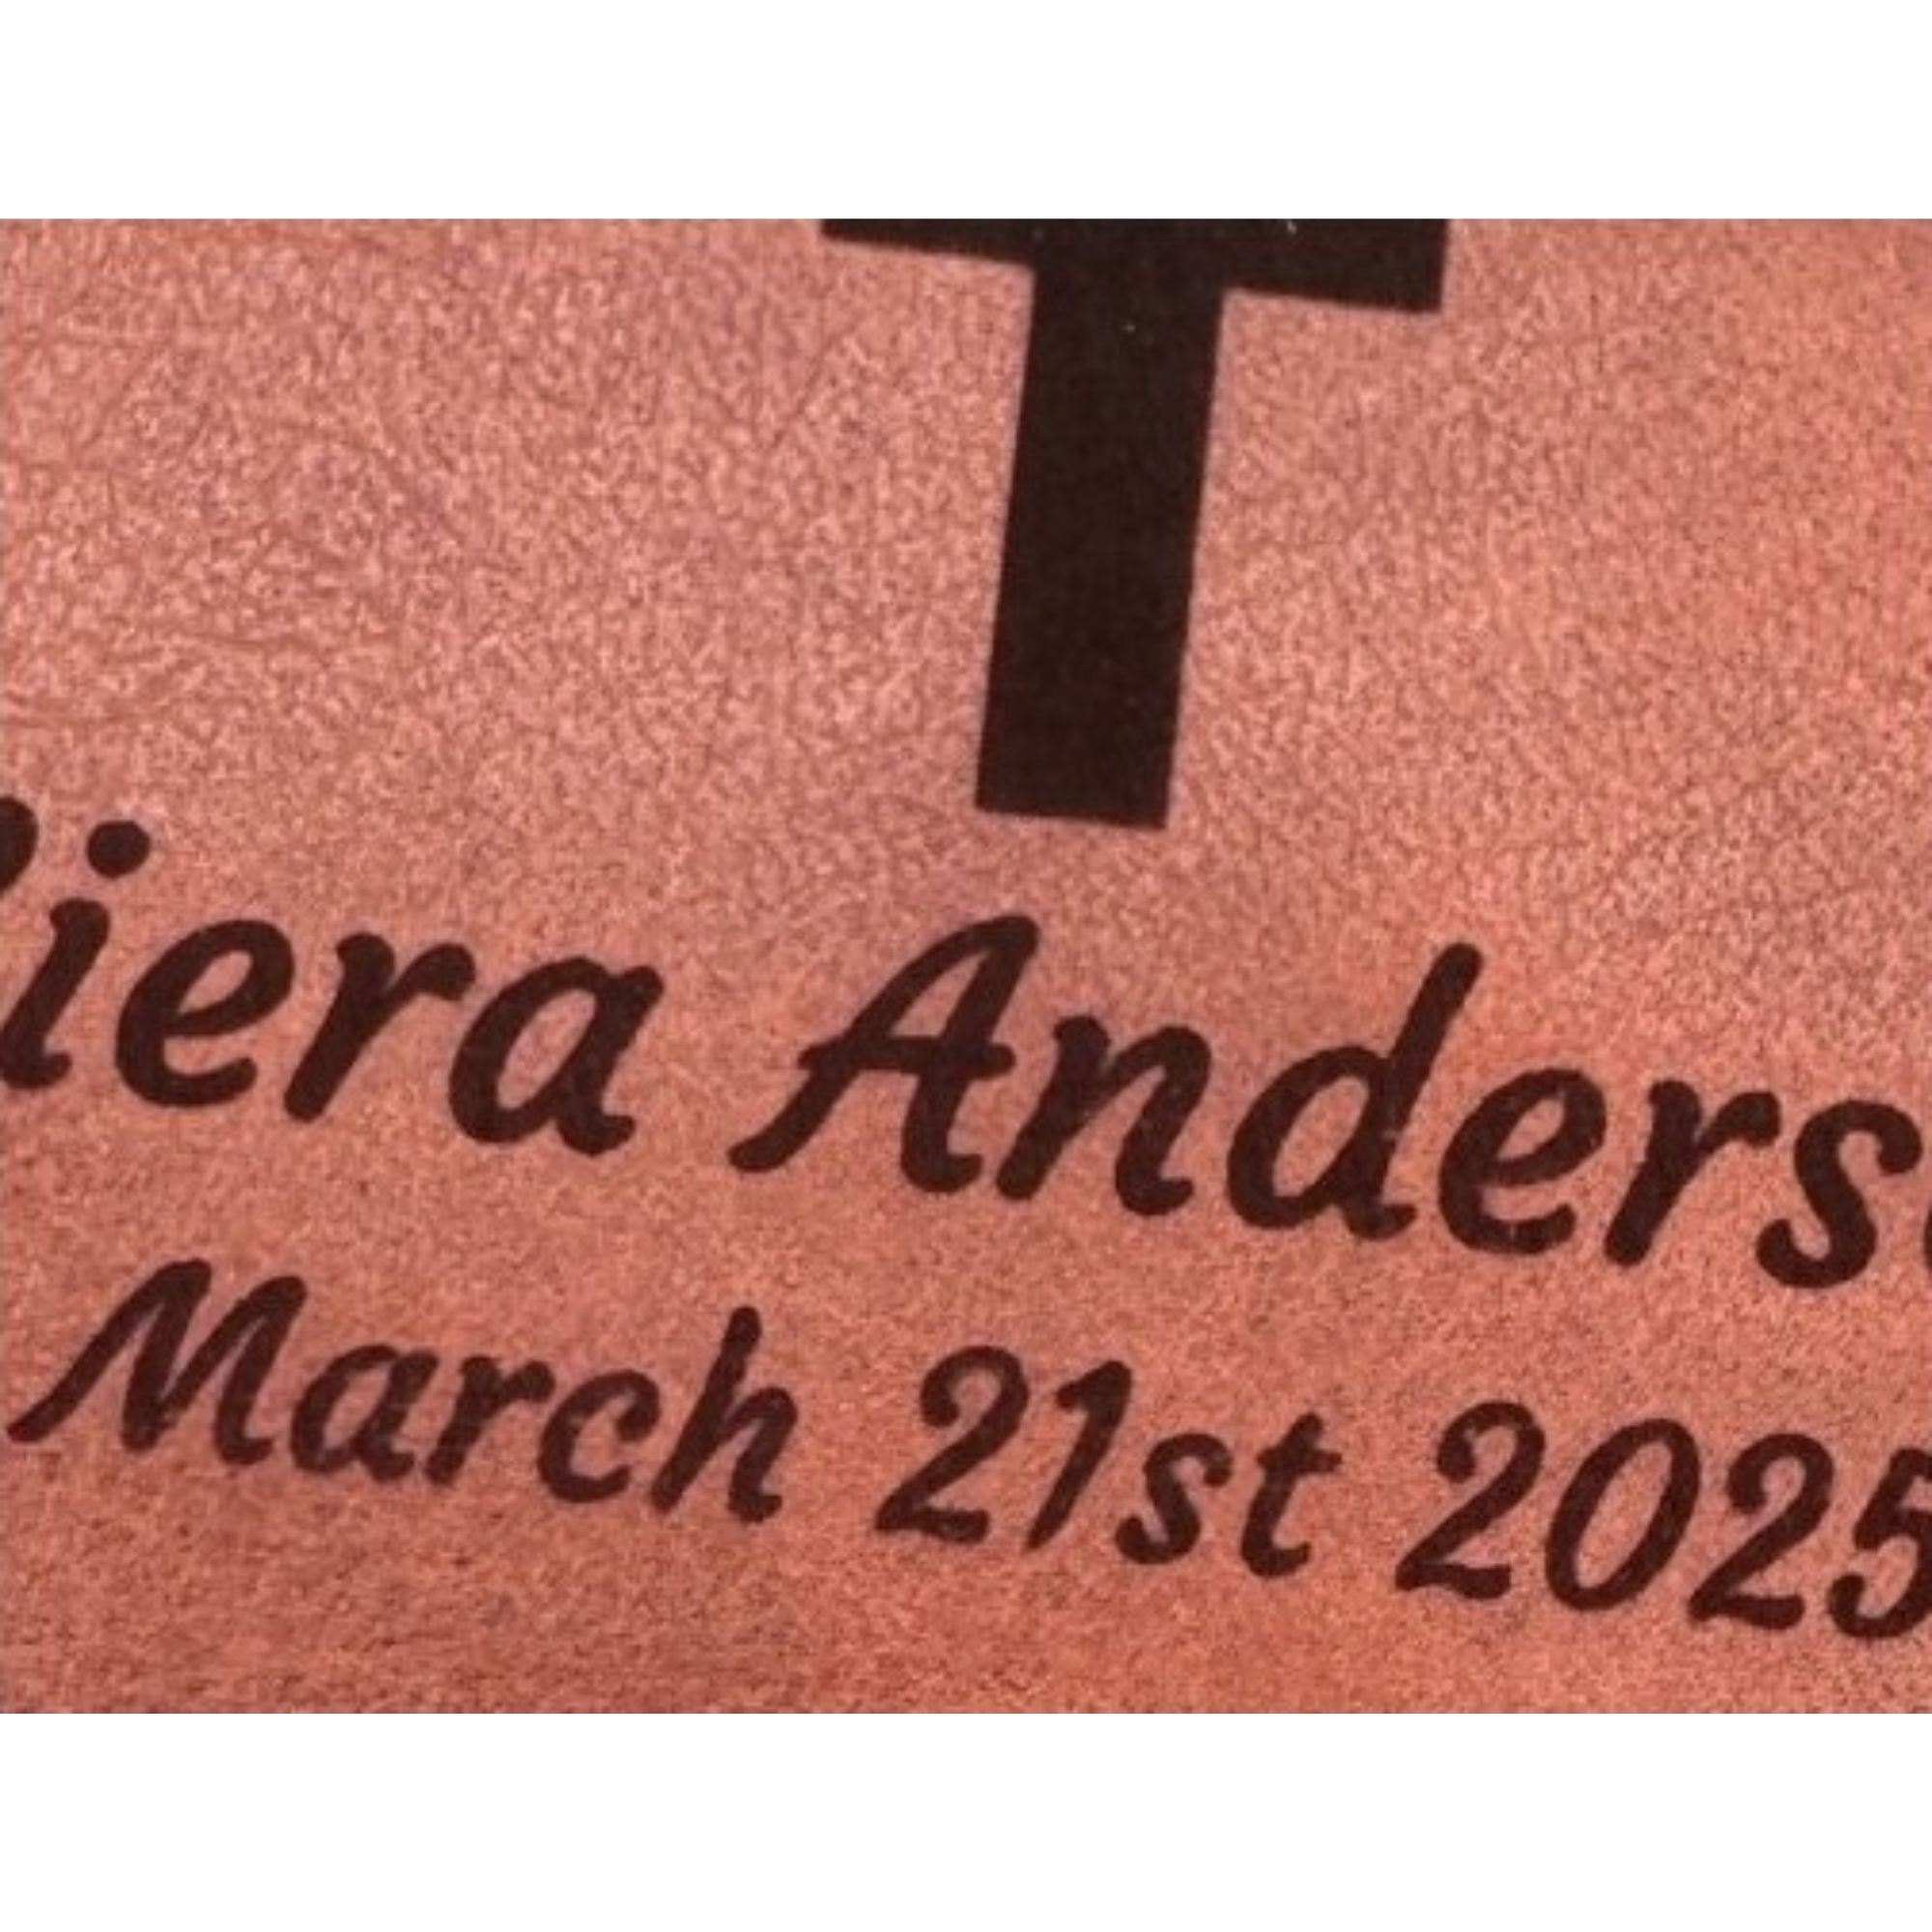 iera Anders
March 21st 2025